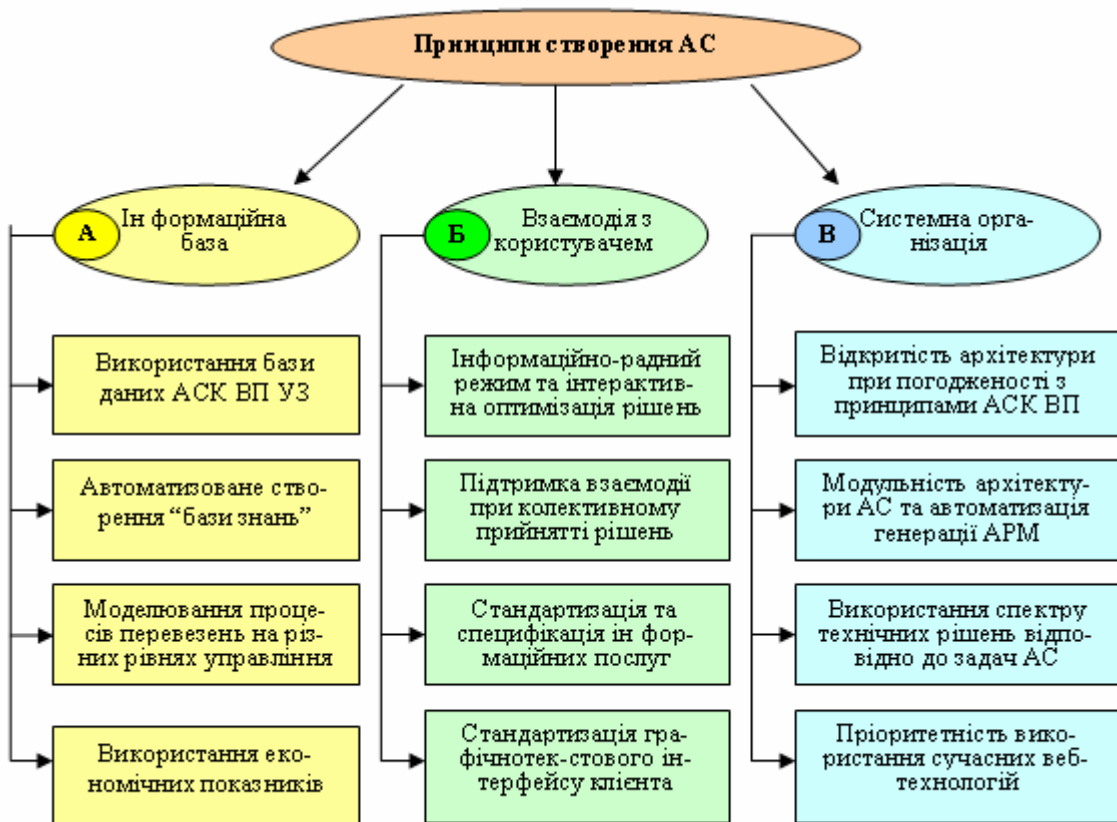 Принципи створення АС
А
Ін формаційна
база
Використання бази
даних АСК ВП УЗ
Автоматизоване ство-
рення “бази знань”
Моделювання проце-
сів перевезень на різ-
них рівнях управління
Використання еко-
номічних показників
Б
Взаємодія з
користувачем
Інформаційно-радний
режим та інтерактив-
на оптимізація рішень
Підтримка взаємодії
при колективному
прийнятті рішень
Стандартизація та
специфікація ін фор-
маційних послуг
Стандартизація гра-
фічнотек-стового ін-
терфейсу клієнта
В
Системна орга-
нізація
Відкритість архітектури
при погодженості з
принципами АСК ВП
Модульність архітекту-
ри АС та автоматизація
генерації АРМ
Використання спектру
технічних рішень відпо-
відно до задач АС
Пріоритетність вико-
ристання сучасних веб-
технологій